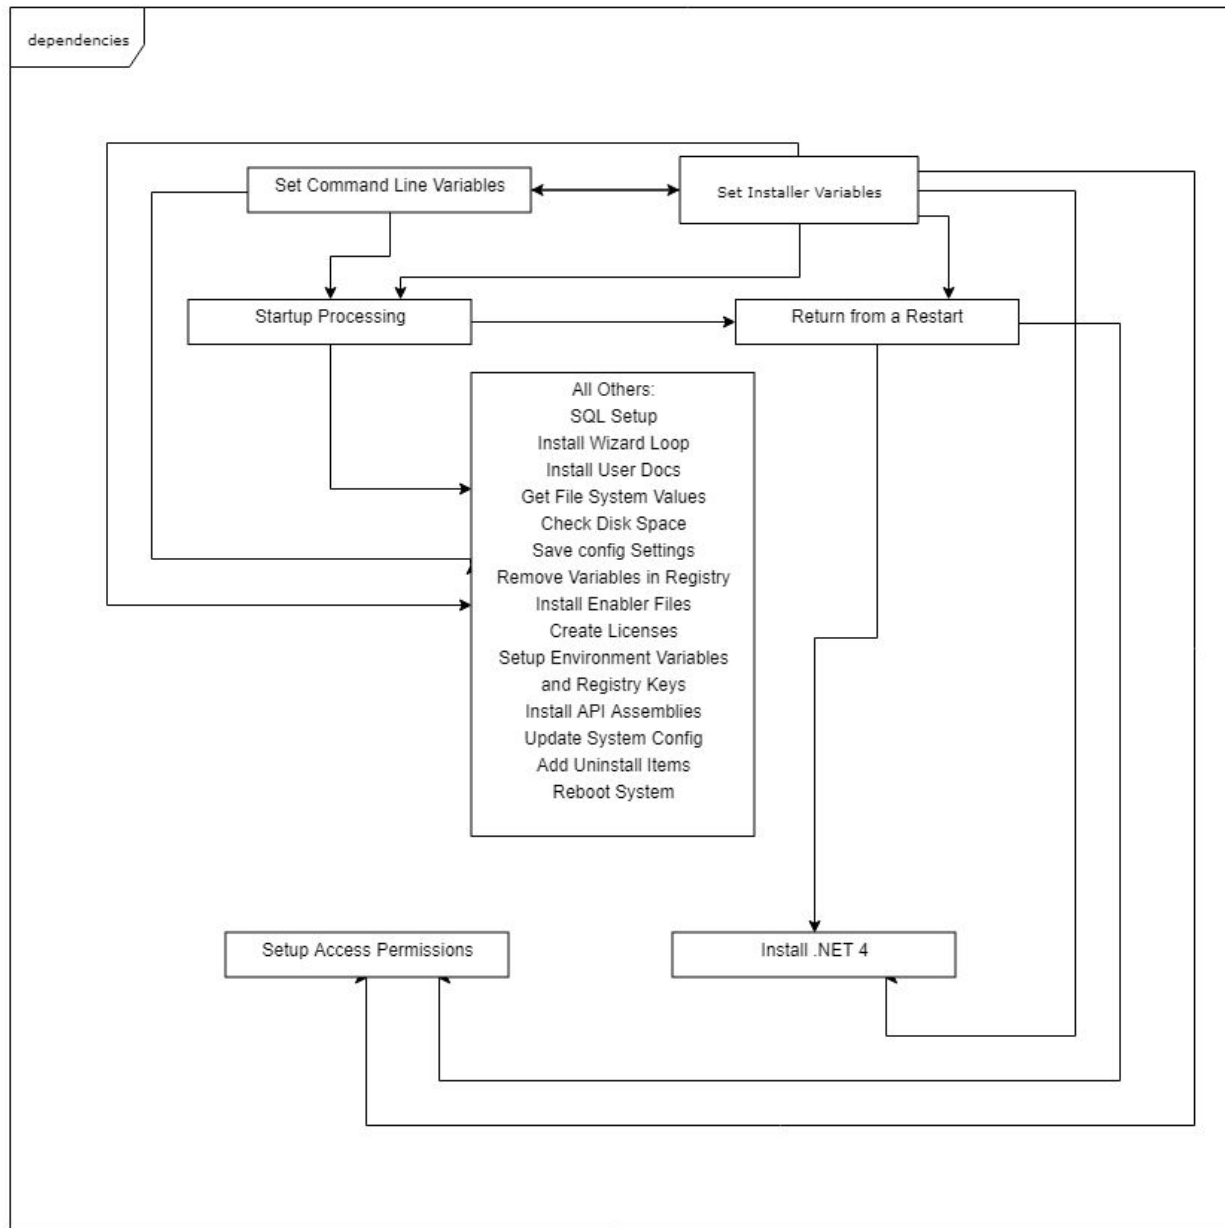 dependencies
Set Command Line Variables
Set Installer Variables
Startup Processing
Return from a Restart
All Others:
SQL Setup
Install Wizard Loop
Install User Docs
Get File System Values
Check Disk Space
Save config Settings
Remove Variables in Registry
Install Enabler Files
Create Licenses
Setup Environment Variables
and Registry Keys
Install API Assemblies
Update System Config
Add Uninstall Items
Reboot System
Setup Access Permissions
Install .NET 4